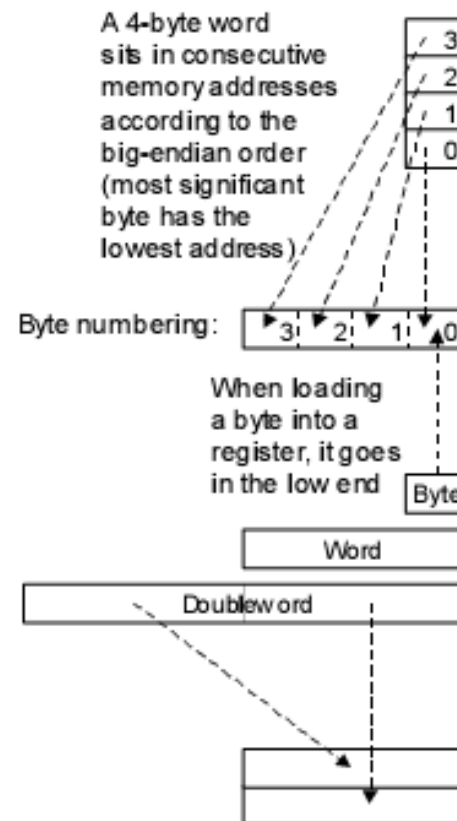 A 4-byte word
sits in consecutive
memory addresses
according to the
big-endian order
(most significant
byte has the
lowest address)
3
2
1
0
Byte numbering: 3 2 1 0
When loading
a byte into a
register, it goes
in the low end
Byte
Word
Doubleword